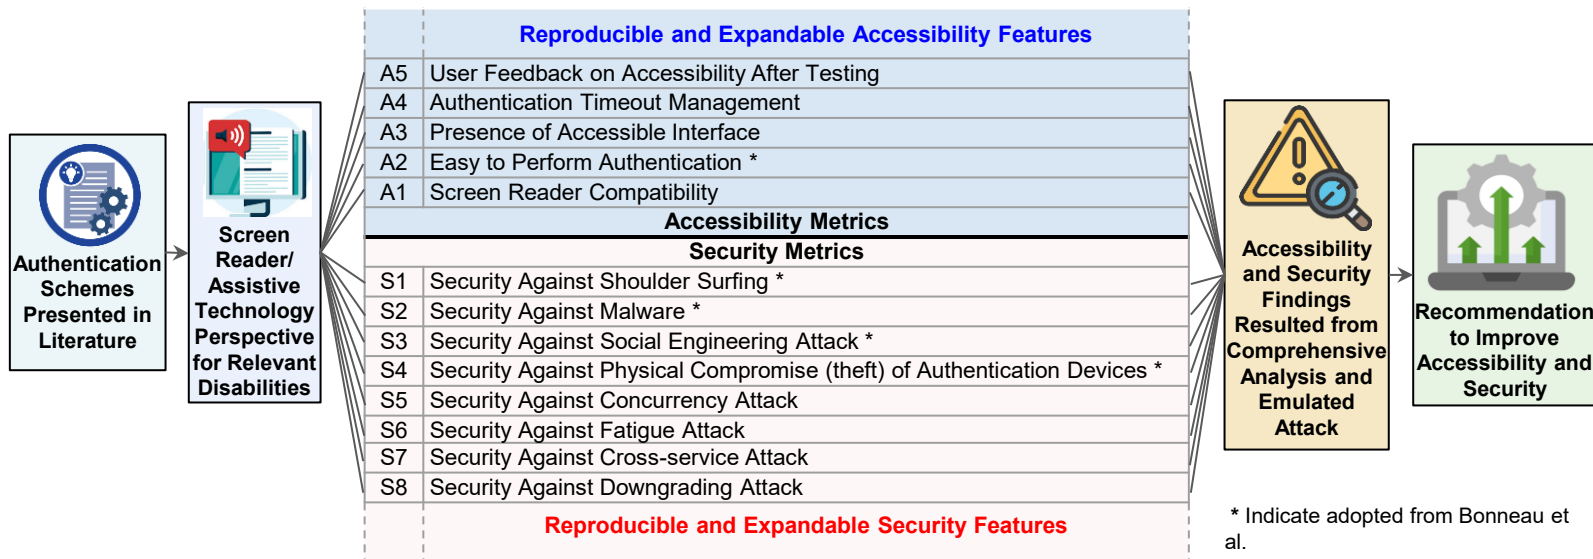 Authentication
Schemes
Presented in
Literature
Screen
Reader/
Assistive
Technology
Perspective
for Relevant
Disabilities
Reproducible and Expandable Accessibility Features
A5 User Feedback on Accessibility After Testing
A4 Authentication Timeout Management
A3 Presence of Accessible Interface
A2 Easy to Perform Authentication *
A1 Screen Reader Compatibility
Accessibility Metrics
Security Metrics
S1 Security Against Shoulder Surfing *
S2 Security Against Malware *
S3 Security Against Social Engineering Attack *
S4 Security Against Physical Compromise (theft) of Authentication Devices *
S5 Security Against Concurrency Attack
S6 Security Against Fatigue Attack
S7 Security Against Cross-service Attack
S8 Security Against Downgrading Attack
Reproducible and Expandable Security Features
Accessibility
and Security
Findings
Resulted from
Comprehensive
Analysis and
Emulated
Attack
Recommendation
to Improve
Accessibility and
Security
* Indicate adopted from Bonneau et
al.